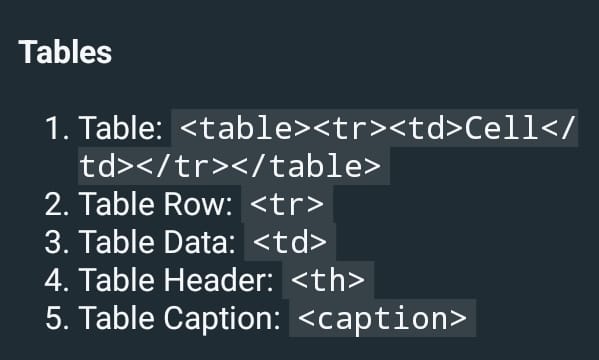 Tables
1. Table: <table><tr><td>Cell</
td></tr></table>
2. Table Row: <tr>
3. Table Data: <td>
4. Table Header: <th>
5. Table Caption: <caption>